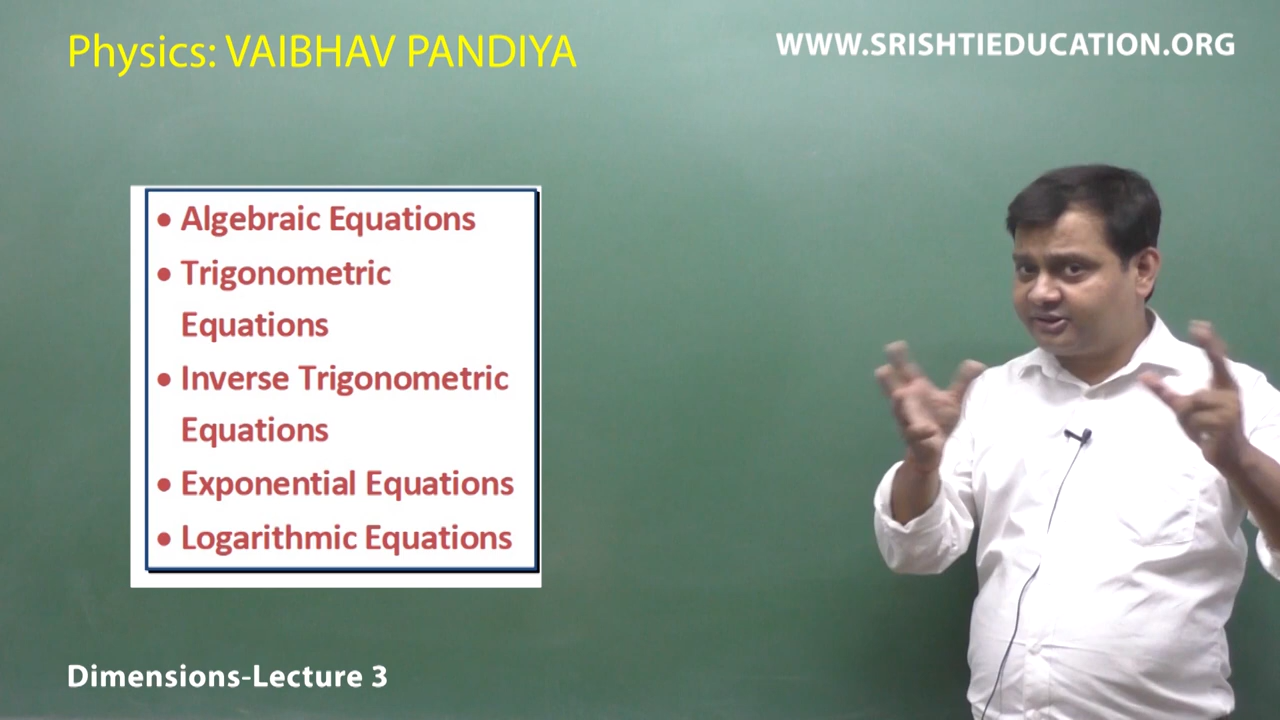 Physics: VAIBHAV PANDIYA
WWW.SRISHTIEDUCATION.ORG
• Algebraic Equations
• Trigonometric
Equations
• Inverse Trigonometric
Equations
• Exponential Equations
• Logarithmic Equations
Dimensions-Lecture 3